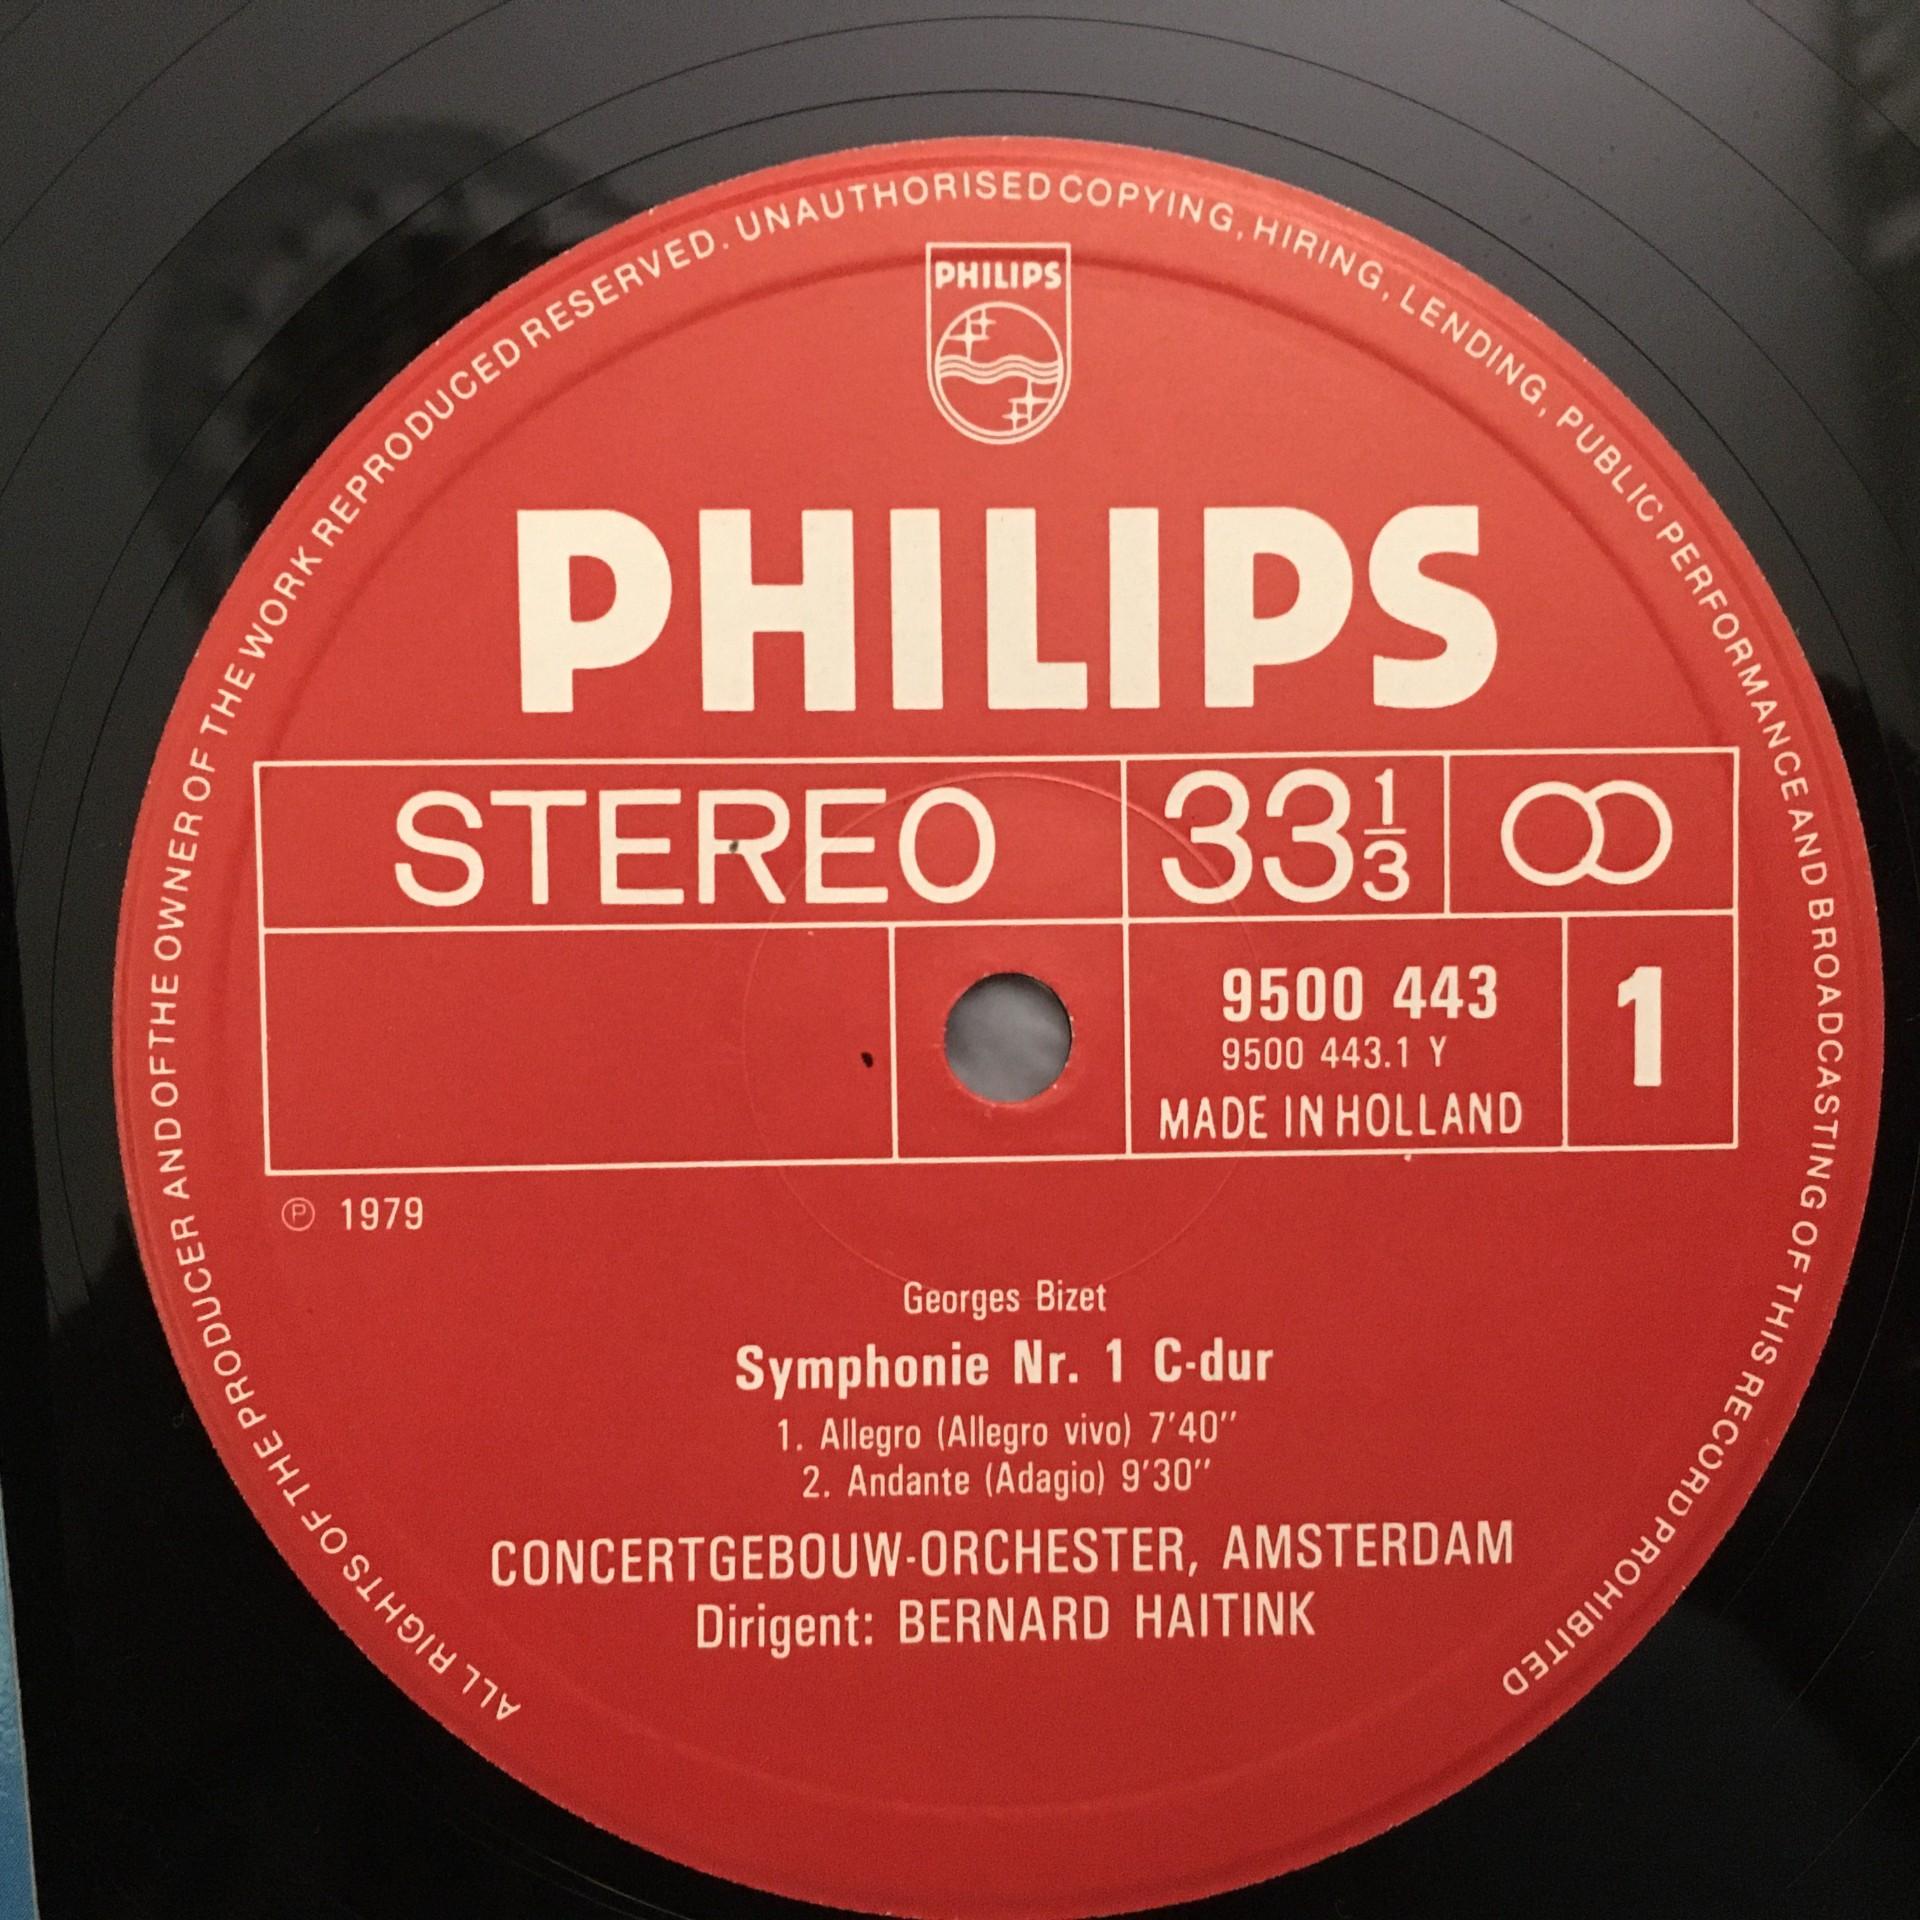 ALL RIGHTS OF THE PRODUCER AND OF THE OWNER OF THE WORK REPRODUCED RESERVED. UNAUTHORISED COPYING, HIRING, LENDING, PUBLIC PERFORMANCE AND BROADCASTING OF THIS RECORD PROHIBITED
PHILIPS
PHILIPS
STEREO 33 1/3
9500 443 1
9500 443.1 Y
MADE IN HOLLAND
℗ 1979
Georges Bizet
Symphonie Nr. 1 C-dur
1. Allegro (Allegro vivo) 7'40"
2. Andante (Adagio) 9'30"
CONCERTGEBOUW-ORCHESTER, AMSTERDAM
Dirigent: BERNARD HAITINK